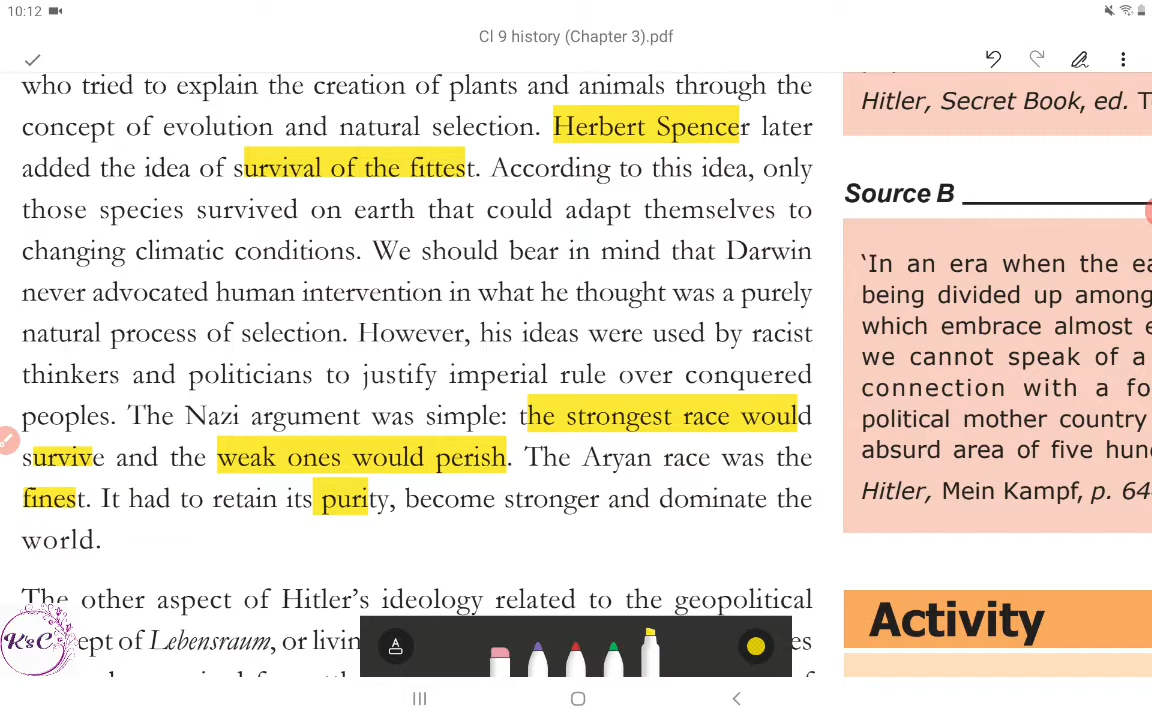 10:12
Cl 9 history (Chapter 3).pdf
who tried to explain the creation of plants and animals through the
concept of evolution and natural selection. Herbert Spencer later
added the idea of survival of the fittest. According to this idea, only
those species survived on earth that could adapt themselves to
changing climatic conditions. We should bear in mind that Darwin
never advocated human intervention in what he thought was a purely
natural process of selection. However, his ideas were used by racist
thinkers and politicians to justify imperial rule over conquered
peoples. The Nazi argument was simple: the strongest race would
survive and the weak ones would perish. The Aryan race was the
finest. It had to retain its purity, become stronger and dominate the
world.
The other aspect of Hitler's ideology related to the geopolitical
ept of Lebensraum, or livin
es
K's C
Hitler, Secret Book, ed. T
Source B
'In an era when the ea
being divided up among
which embrace almost e
we cannot speak of a
connection with a fo
political mother country
absurd area of five hun
Hitler, Mein Kampf, p. 64
Activity